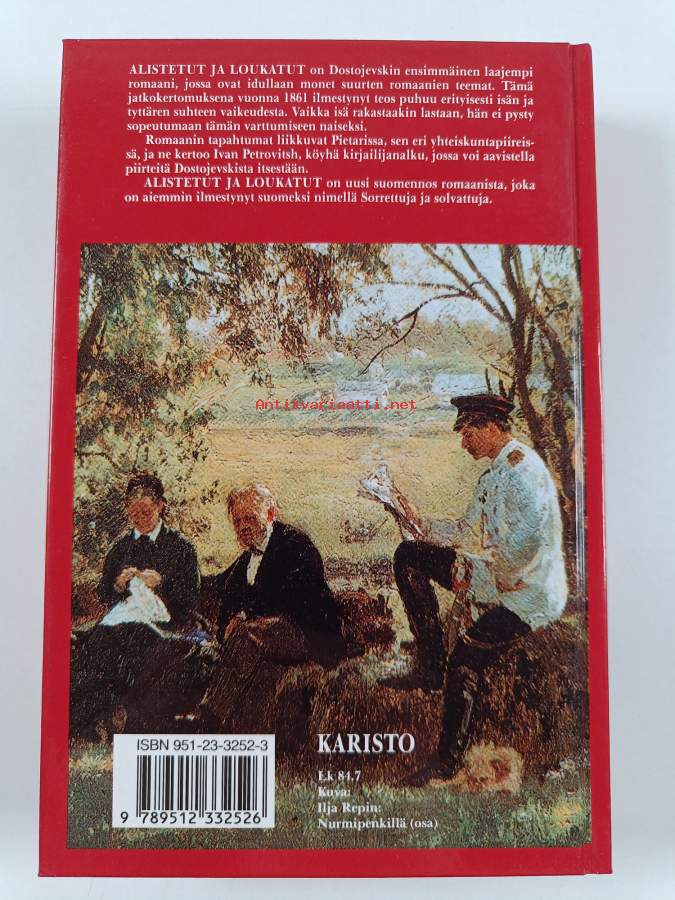 ALISTETUT JA LOUKATUT on Dostojevskin ensimmäinen laajempi
romaani, jossa ovat idullaan monet suurten romaanien teemat. Tämä
jatkokertomuksena vuonna 1861 ilmestynyt teos puhuu erityisesti isän ja
tyttären suhteen vaikeudesta. Vaikka isä rakastaakin lastaan, hän ei pysty
sopeutumaan tämän varttumiseen naiseksi.
Romaanin tapahtumat liikkuvat Pietarissa, sen eri yhteiskuntapiireis-
sä, ja ne kertoo Ivan Petrovitsh, köyhä kirjailijanalku, jossa voi aavistella
piirteitä Dostojevskista itsestään.
ALISTETUT JA LOUKATUT on uusi suomennos romaanista, joka
on aiemmin ilmestynyt suomeksi nimellä Sorrettuja ja solvattuja.
Antikvariaatti.net
ISBN 951-23-3252-3
9 789512 332526
KARISTO
Ek 84,7
Kuva:
Ilja Repin:
Nurmipenkillä (osa)